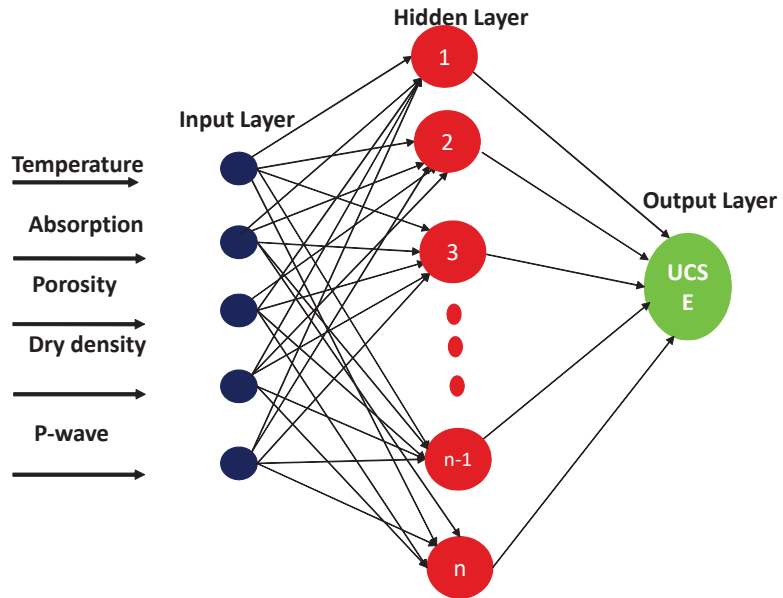 Hidden Layer
1
Input Layer
2
Temperature
Absorption
Output Layer
3
UCS
E
Porosity
Dry density
P-wave
n-1
n